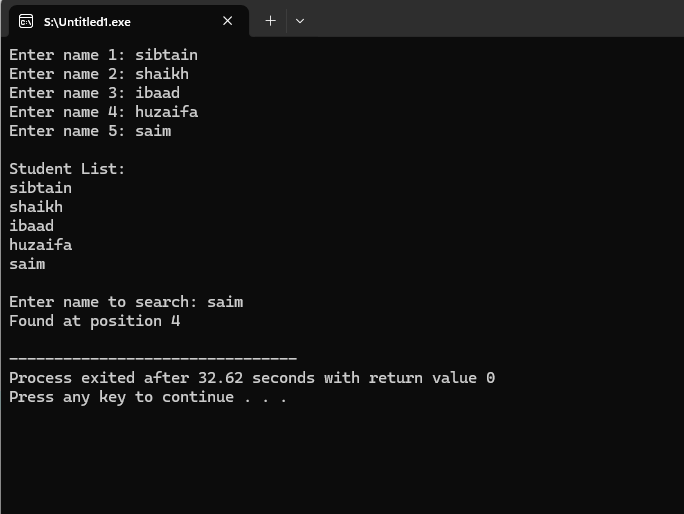 S:\Untitled1.exe
Enter name 1: sibtain
Enter name 2: shaikh
Enter name 3: ibaad
Enter name 4: huzaifa
Enter name 5: saim
Student List:
sibtain
shaikh
ibaad
huzaifa
saim
Enter name to search: saim
Found at position 4
--------------------------------
Process exited after 32.62 seconds with return value 0
Press any key to continue . . .